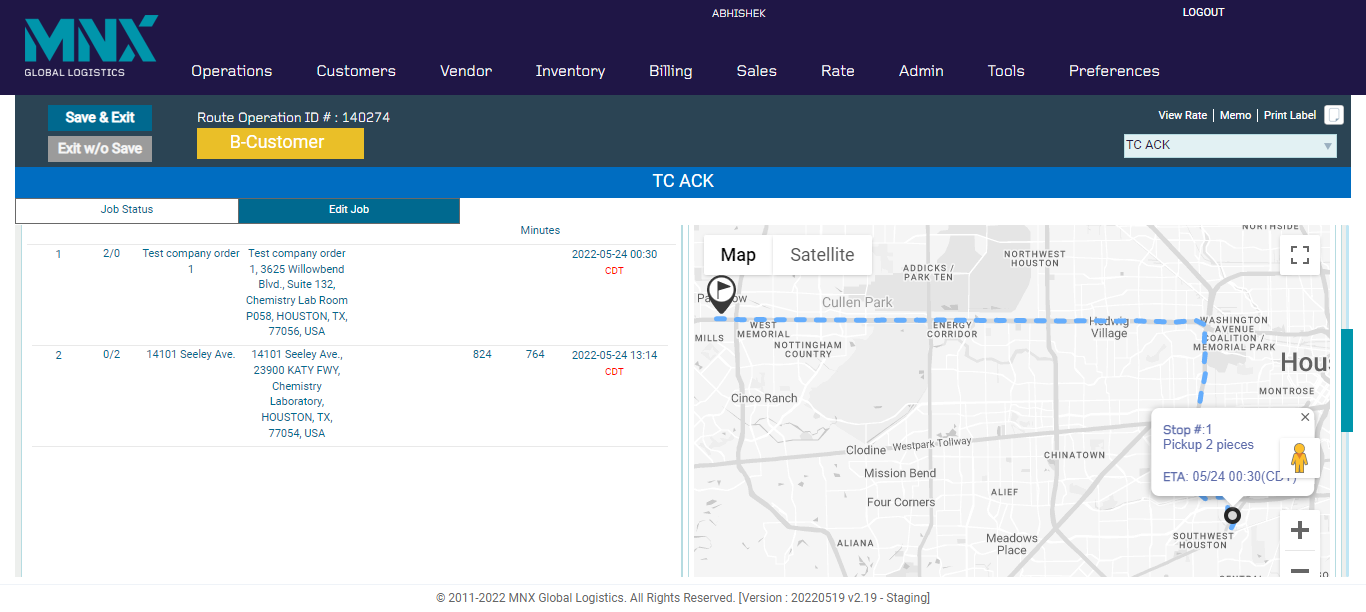 ABHISHEK
LOGOUT
MNX
GLOBAL LOGISTICS
Operations Customers Vendor Inventory Billing Sales Rate Admin Tools Preferences
Save & Exit
Exit w/o Save
Route Operation ID # : 140274
B-Customer
View Rate | Memo | Print Label
TC ACK
TC ACK
Job Status
Edit Job
Minutes
1 2/0 Test company order Test company order 2022-05-24 00:30
1 1, 3625 Willowbend CDT
Blvd., Suite 132,
Chemistry Lab Room
P058, HOUSTON, TX,
77056, USA
2 0/2 14101 Seeley Ave. 14101 Seeley Ave., 824 764 2022-05-24 13:14
23900 KATY FWY, CDT
Chemistry
Laboratory,
HOUSTON, TX,
77054, USA
Map Satellite
NORTHSIDE
NORTHWEST
HOUSTON
ADDICKS /
PARK TEN
Cullen Park
WEST
MEMORIAL
ENERGY
CORRIDOR
Hedwig
Village
WASHINGTON
AVENUE
COALITION /
MEMORIAL PARK
MILLS
NOTTINGHAM
COUNTRY
Hous
MONTROSE
Cinco Ranch
Stop #:1
Pickup 2 pieces
ETA: 05/24 00:30(CDT)
Clodine
Westpark Tollway
CHINATOWN
Mission Bend
ALIEF
Four Corners
ALIANA
Meadows
Place
SOUTHWEST
HOUSTON
© 2011-2022 MNX Global Logistics. All Rights Reserved. [Version : 20220519 v2.19 - Staging]